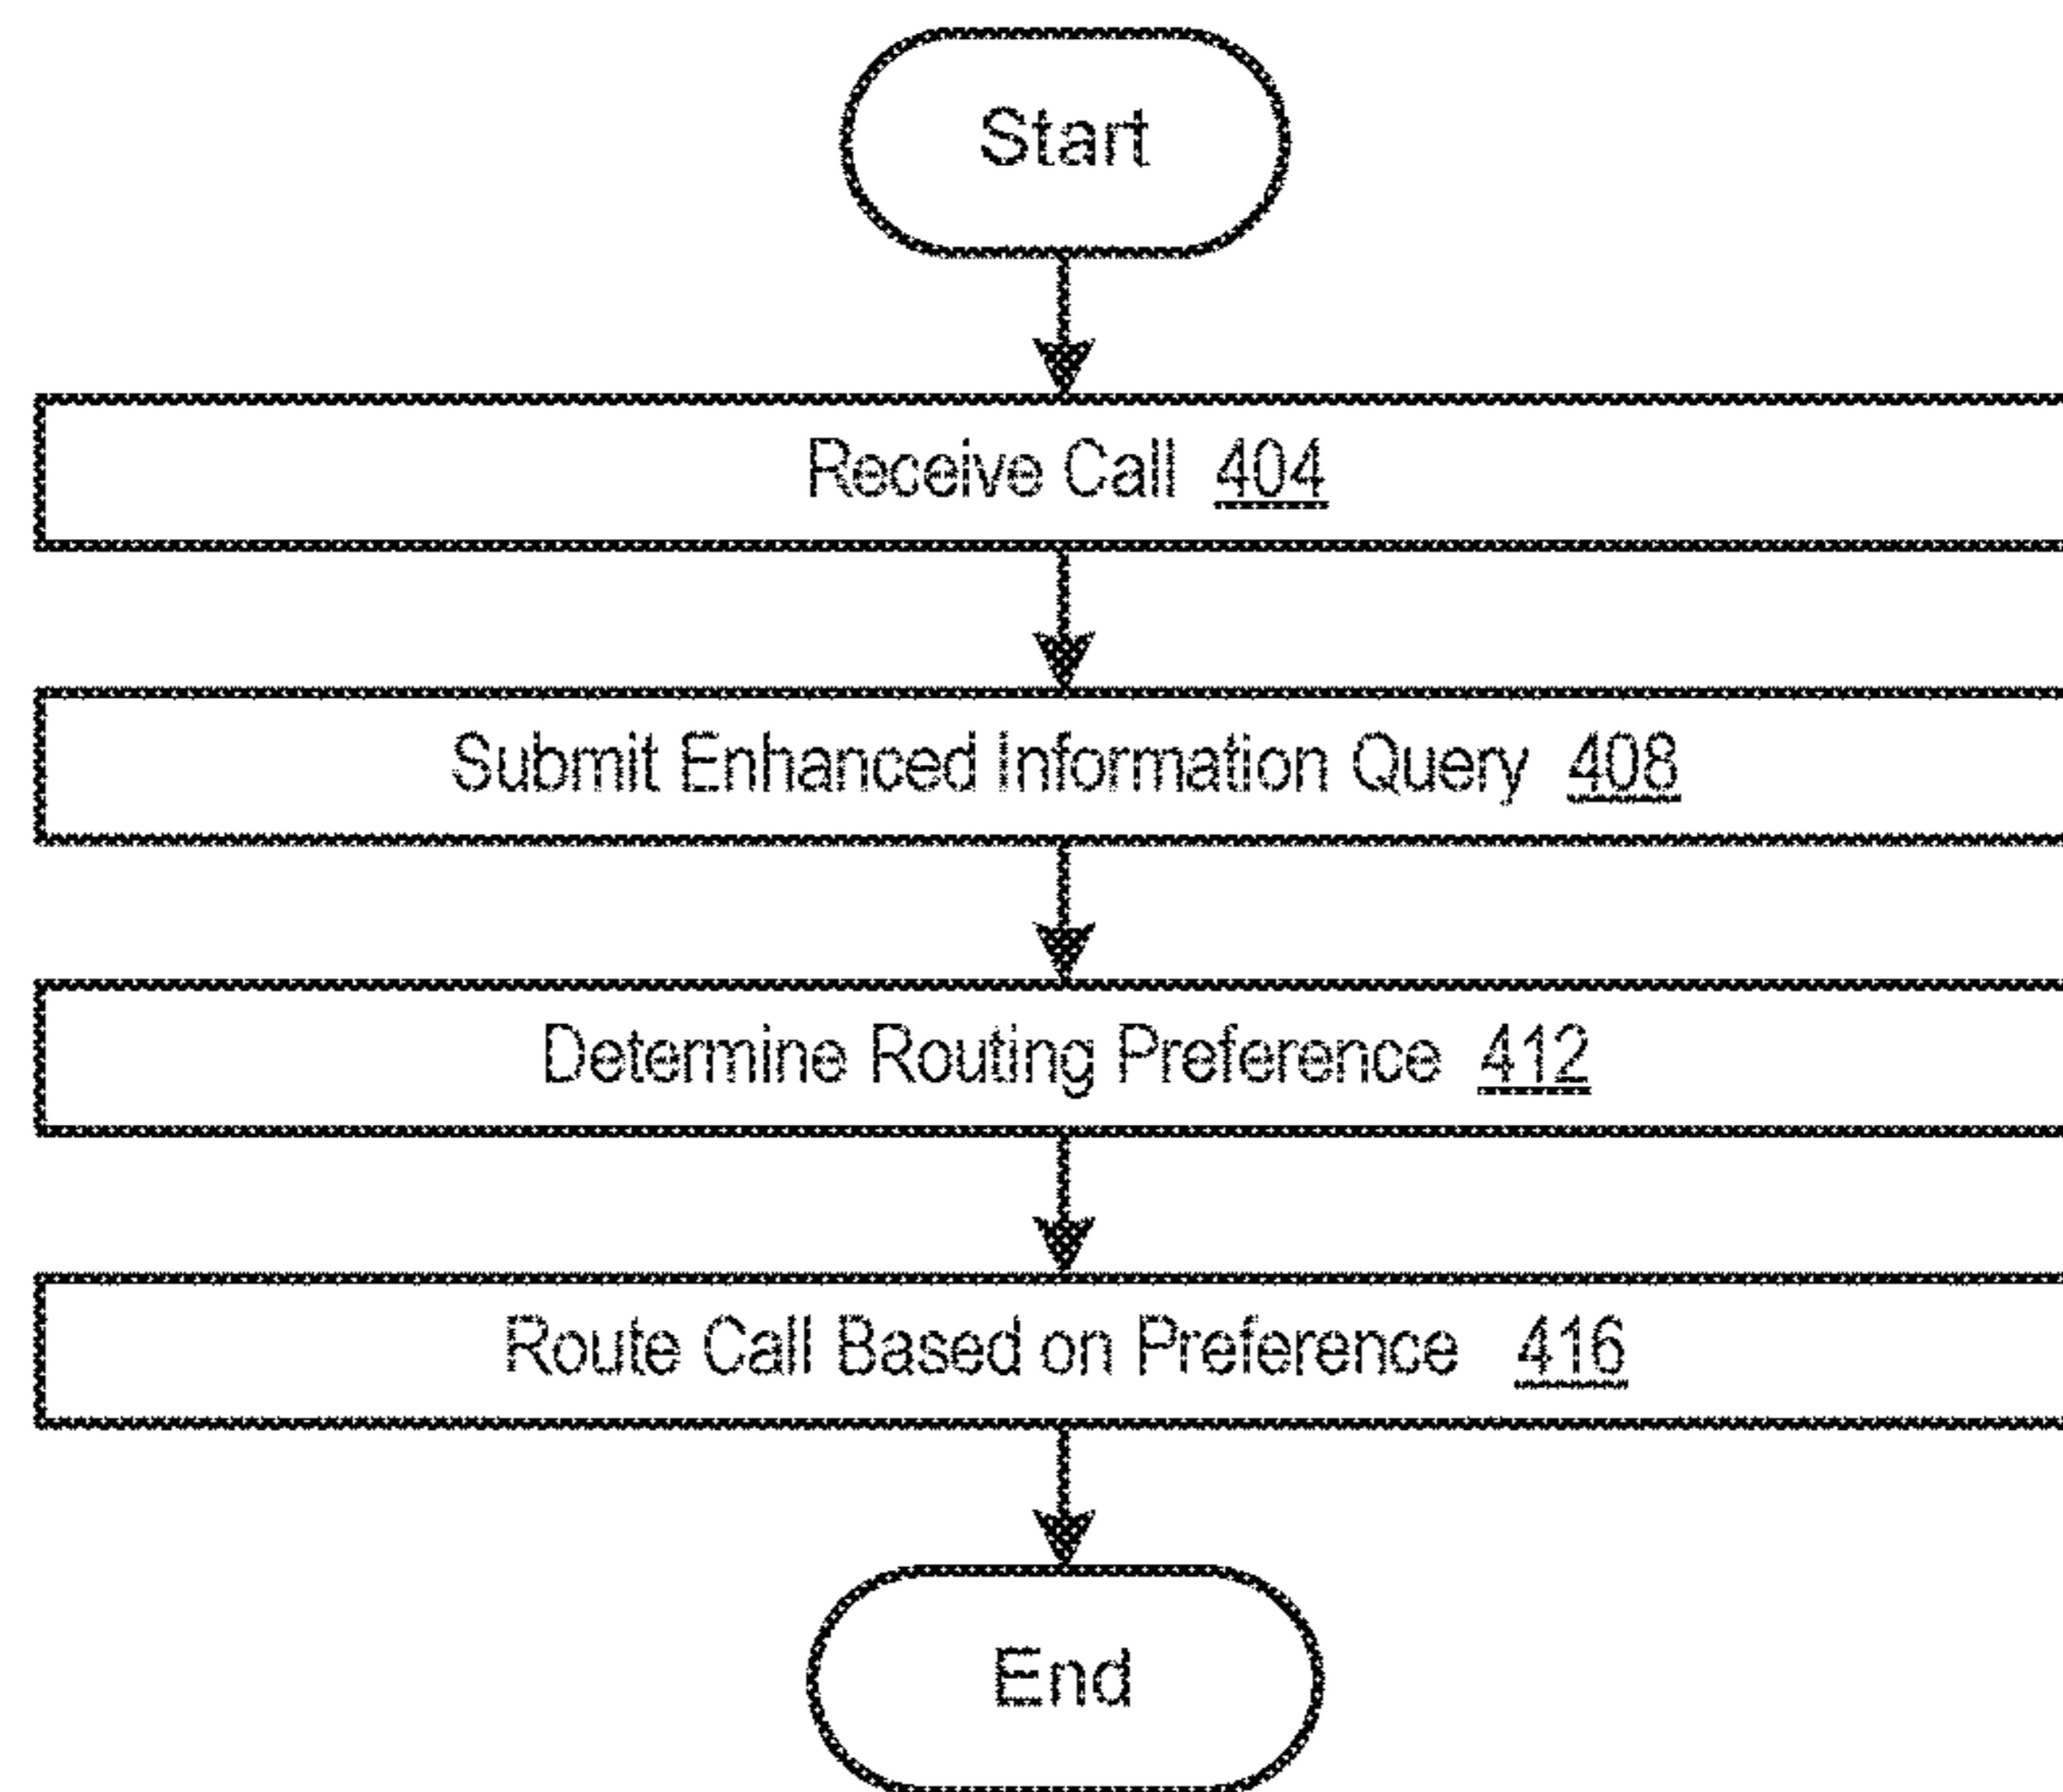 Start
Receive Call 404
Submit Enhanced Information Query 408
Determine Routing Preference 412
Route Call Based on Preference 416
End